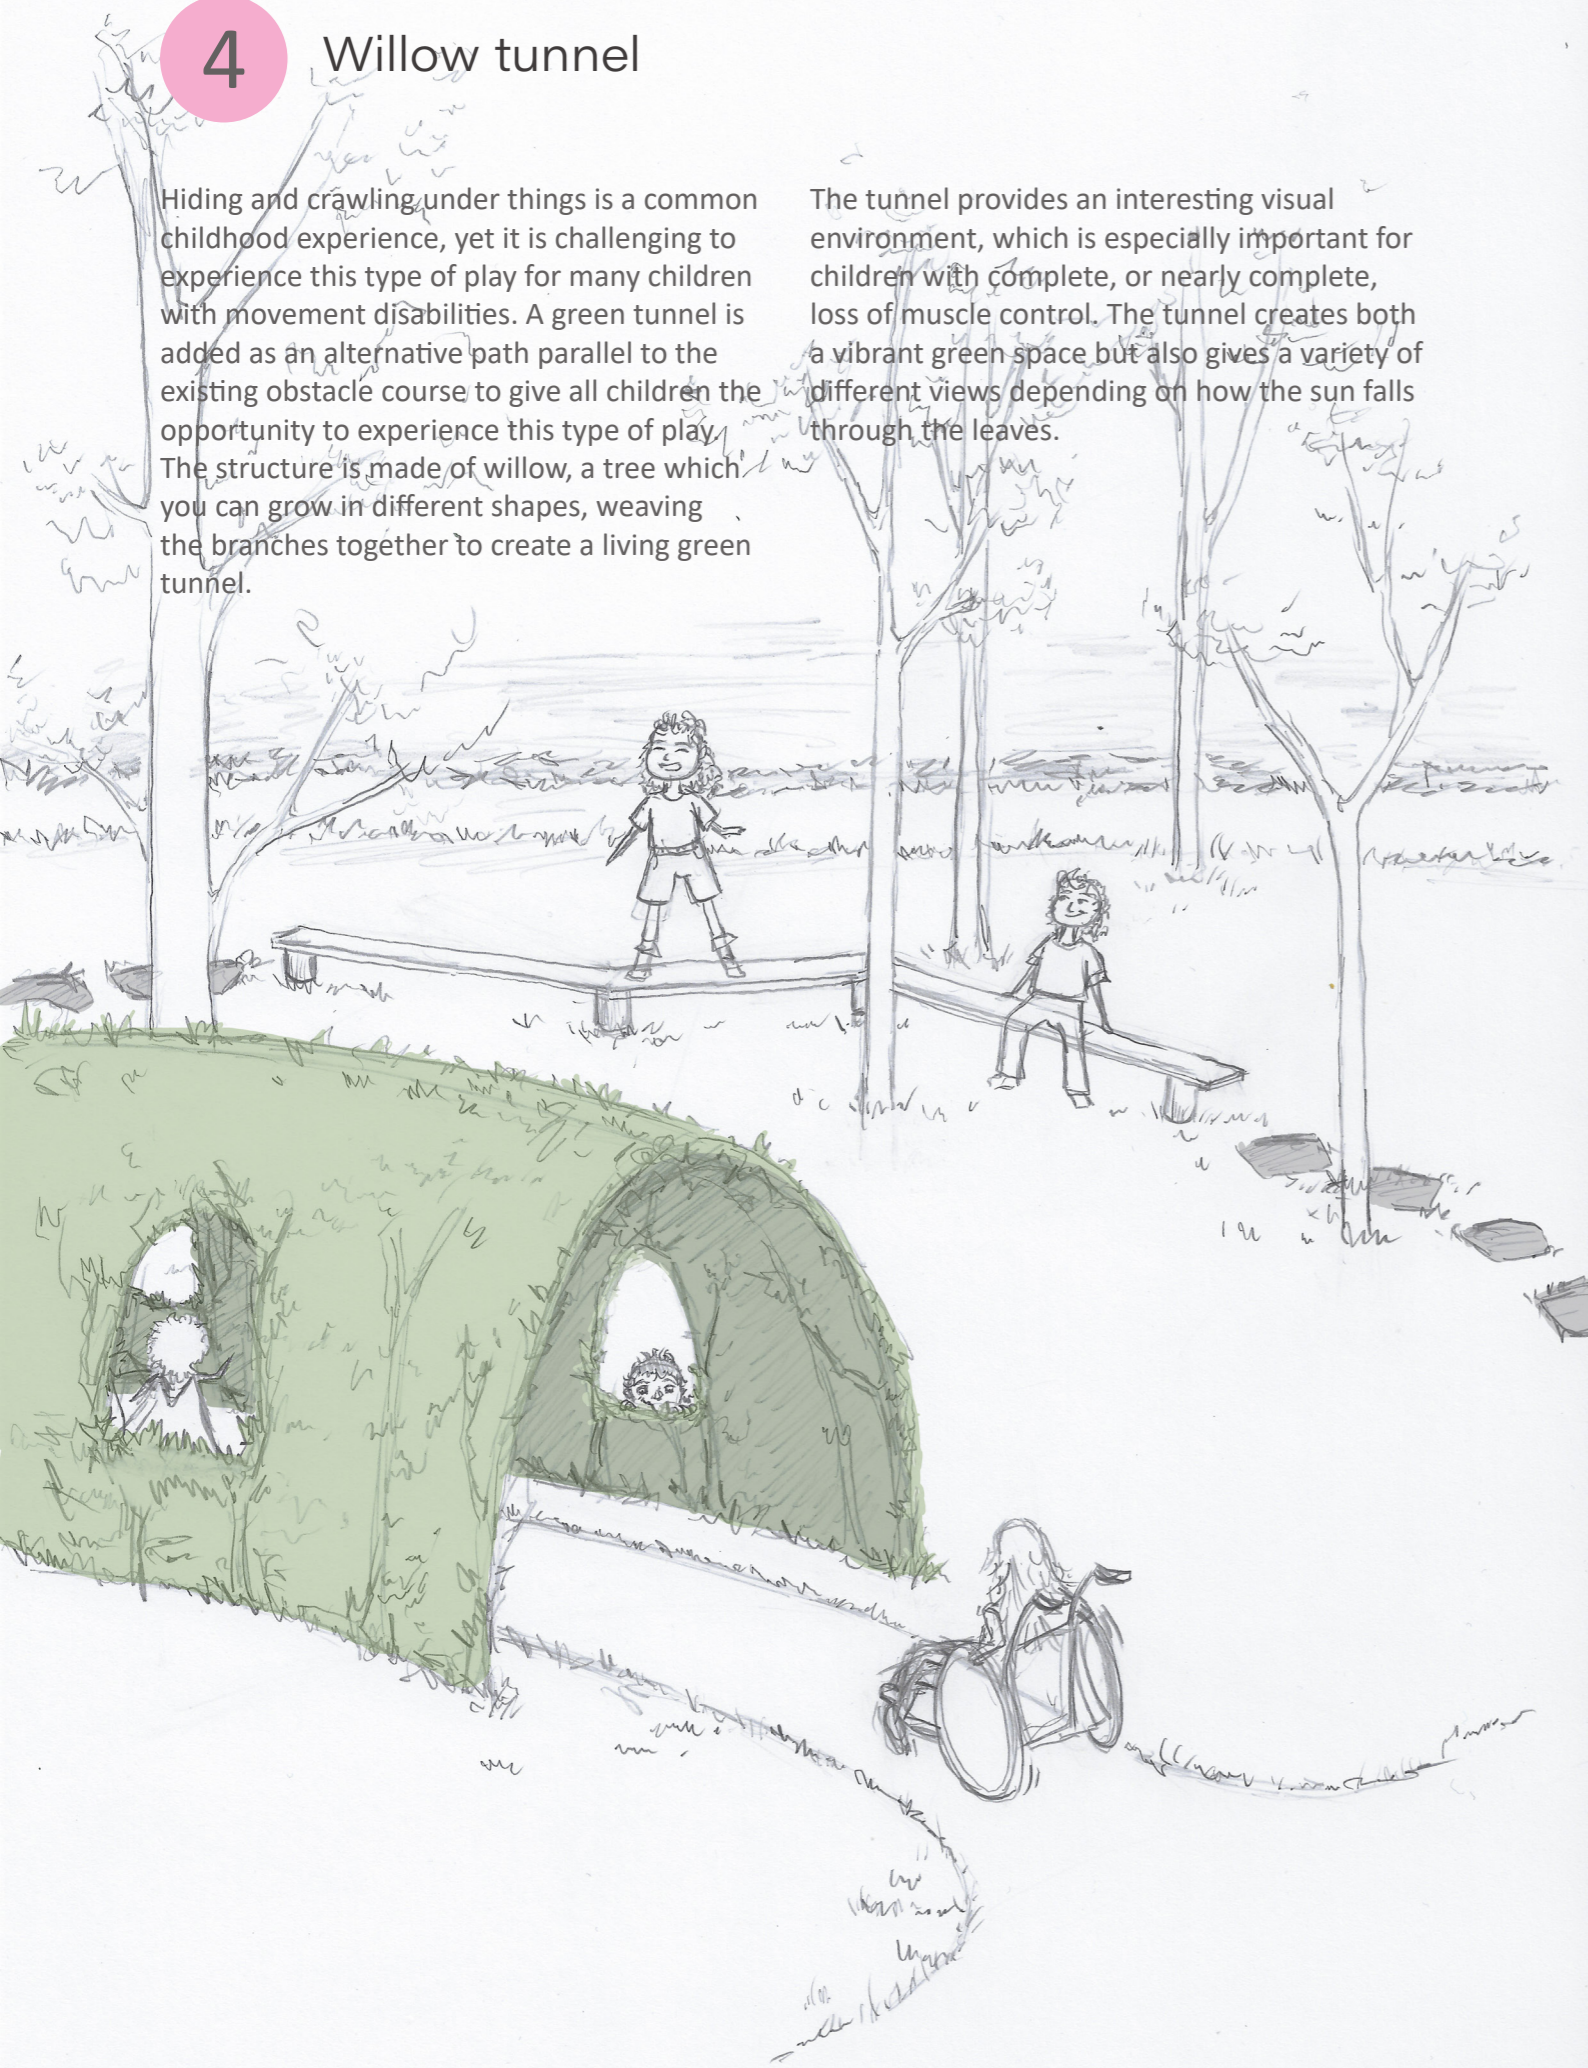 4
Willow tunnel
Hiding and crawling under things is a common
childhood experience, yet it is challenging to
experience this type of play for many children
with movement disabilities. A green tunnel is
added as an alternative path parallel to the
existing obstacle course to give all children the
opportunity to experience this type of play.
The structure is made of willow, a tree which
you can grow in different shapes, weaving
the branches together to create a living green
tunnel.
The tunnel provides an interesting visual
environment, which is especially important for
children with complete, or nearly complete,
loss of muscle control. The tunnel creates both
a vibrant green space but also gives a variety of
different views depending on how the sun falls
through the leaves.